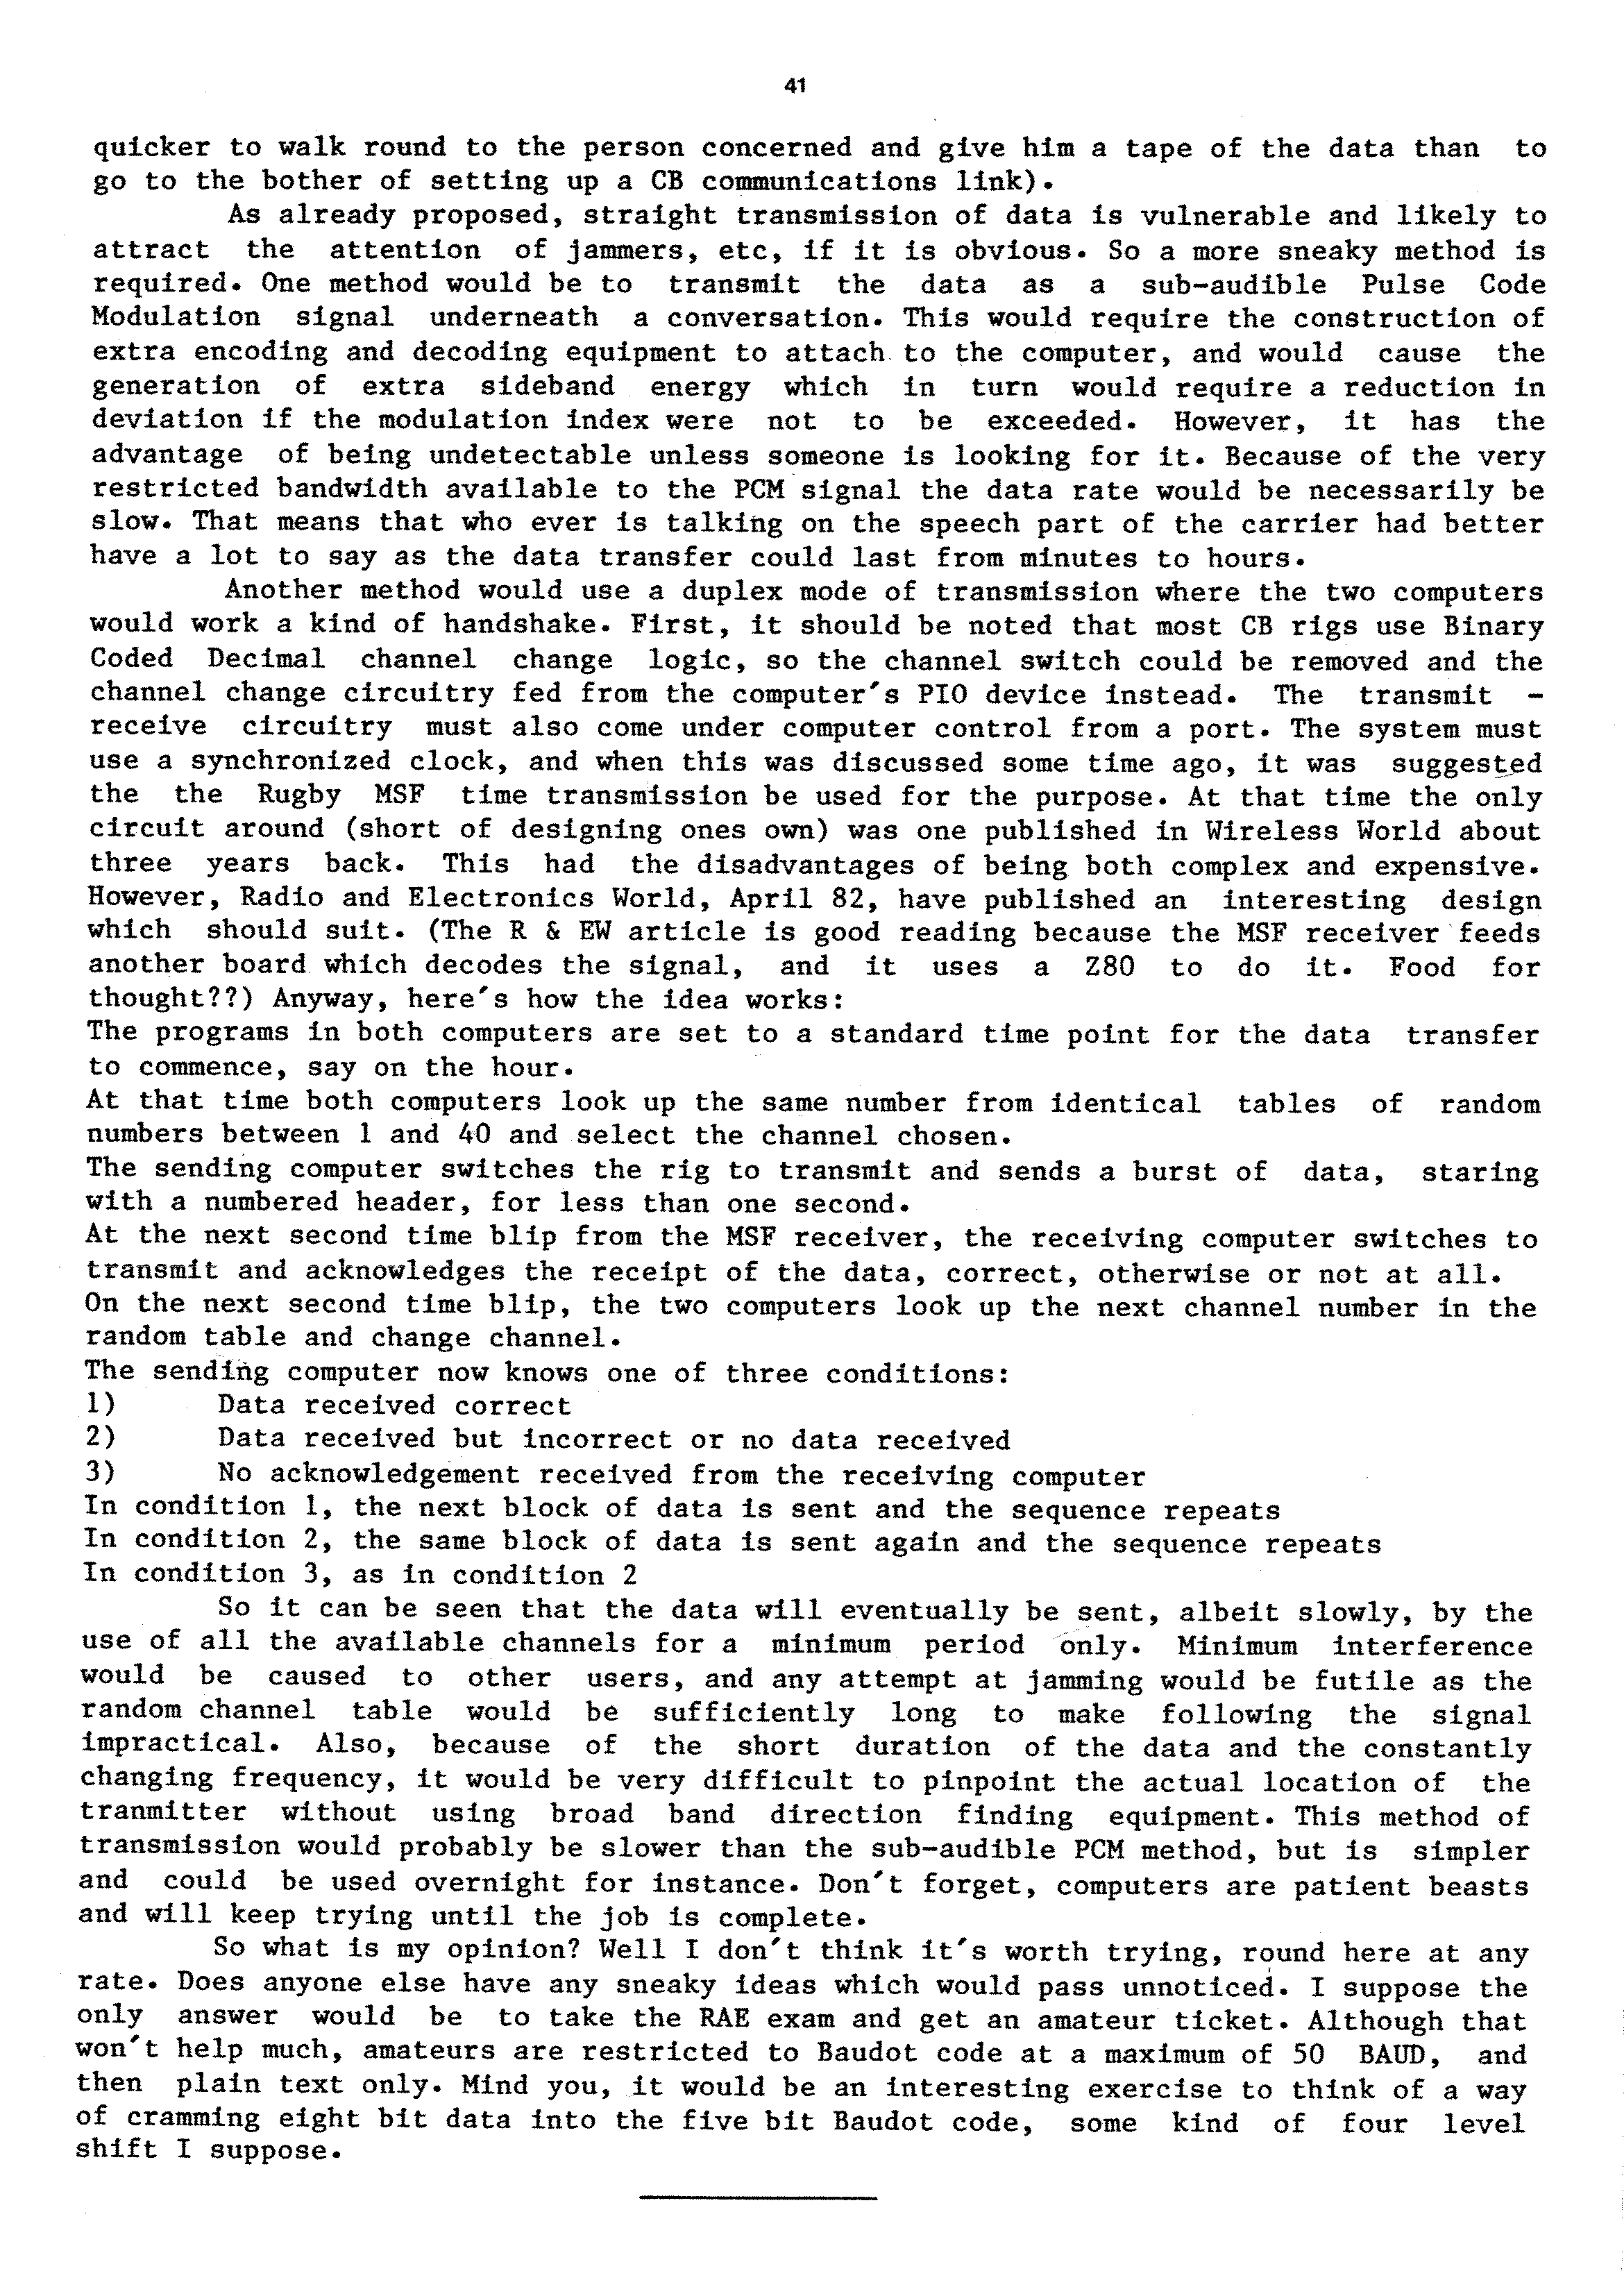 41
quicker to walk round to the person concerned and give him a tape of the data than to
go to the bother of setting up a CB communications link).
As already proposed, straight transmission of data is vulnerable and likely to
attract the attention of jammers, etc, if it is obvious. So a more sneaky method is
required. One method would be to transmit the data as a sub-audible Pulse Code
Modulation signal underneath a conversation. This would require the construction of
extra encoding and decoding equipment to attach to the computer, and would cause the
generation of extra sideband energy which in turn would require a reduction in
deviation if the modulation index were not to be exceeded. However, it has the
advantage of being undetectable unless someone is looking for it. Because of the very
restricted bandwidth available to the PCM signal the data rate would be necessarily be
slow. That means that who ever is talking on the speech part of the carrier had better
have a lot to say as the data transfer could last from minutes to hours.
Another method would use a duplex mode of transmission where the two computers
would work a kind of handshake. First, it should be noted that most CB rigs use Binary
Coded Decimal channel change logic, so the channel switch could be removed and the
channel change circuitry fed from the computer's PIO device instead. The transmit -
receive circuitry must also come under computer control from a port. The system must
use a synchronized clock, and when this was discussed some time ago, it was suggested
the the Rugby MSF time transmission be used for the purpose. At that time the only
circuit around (short of designing ones own) was one published in Wireless World about
three years back. This had the disadvantages of being both complex and expensive.
However, Radio and Electronics World, April 82, have published an interesting design
which should suit. (The R & EW article is good reading because the MSF receiver feeds
another board which decodes the signal, and it uses a Z80 to do it. Food for
thought??) Anyway, here's how the idea works:
The programs in both computers are set to a standard time point for the data transfer
to commence, say on the hour.
At that time both computers look up the same number from identical tables of random
numbers between 1 and 40 and select the channel chosen.
The sending computer switches the rig to transmit and sends a burst of data, staring
with a numbered header, for less than one second.
At the next second time blip from the MSF receiver, the receiving computer switches to
transmit and acknowledges the receipt of the data, correct, otherwise or not at all.
On the next second time blip, the two computers look up the next channel number in the
random table and change channel.
The sending computer now knows one of three conditions:
1) Data received correct
2) Data received but incorrect or no data received
3) No acknowledgement received from the receiving computer
In condition 1, the next block of data is sent and the sequence repeats
In condition 2, the same block of data is sent again and the sequence repeats
In condition 3, as in condition 2
So it can be seen that the data will eventually be sent, albeit slowly, by the
use of all the available channels for a minimum period only. Minimum interference
would be caused to other users, and any attempt at jamming would be futile as the
random channel table would be sufficiently long to make following the signal
impractical. Also, because of the short duration of the data and the constantly
changing frequency, it would be very difficult to pinpoint the actual location of the
tranmitter without using broad band direction finding equipment. This method of
transmission would probably be slower than the sub-audible PCM method, but is simpler
and could be used overnight for instance. Don't forget, computers are patient beasts
and will keep trying until the job is complete.
So what is my opinion? Well I don't think it's worth trying, round here at any
rate. Does anyone else have any sneaky ideas which would pass unnoticed. I suppose the
only answer would be to take the RAE exam and get an amateur ticket. Although that
won't help much, amateurs are restricted to Baudot code at a maximum of 50 BAUD, and
then plain text only. Mind you, it would be an interesting exercise to think of a way
of cramming eight bit data into the five bit Baudot code, some kind of four level
shift I suppose.